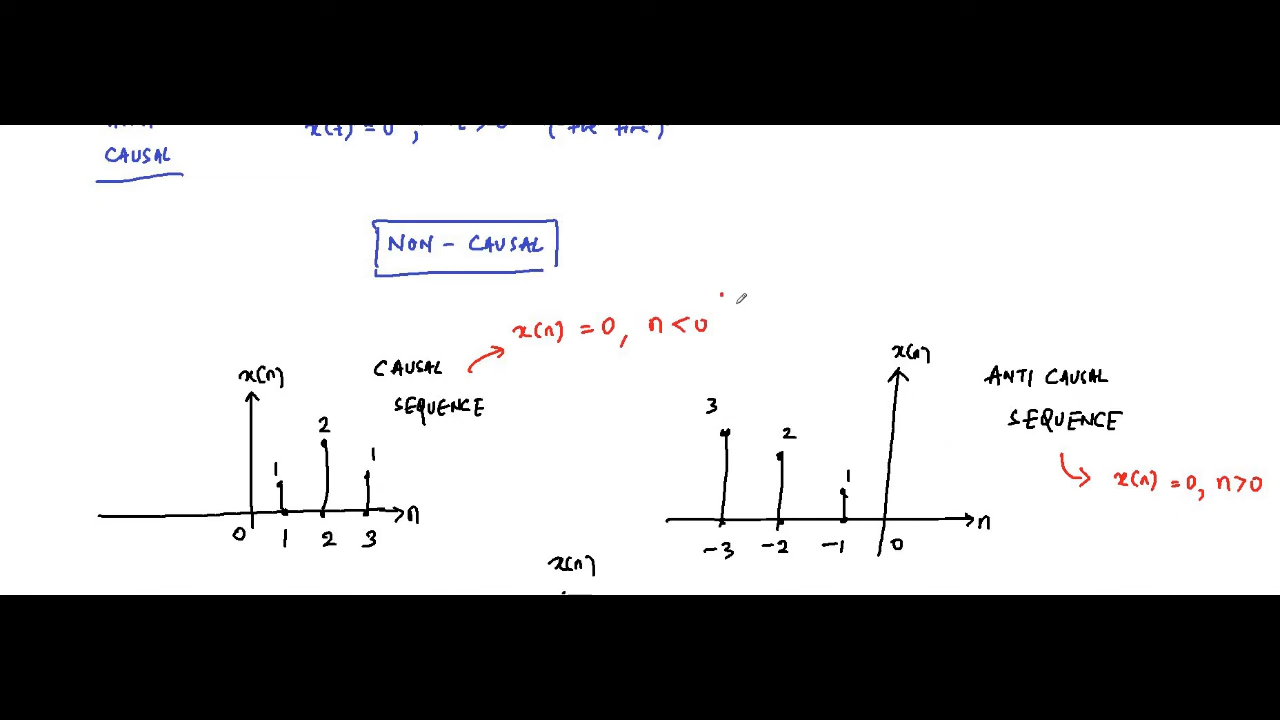 CAUSAL
NON - CAUSAL
x(n) = 0, n < 0
x(n)
CAUSAL
SEQUENCE
1
2
1
n
0 1 2 3
x(n)
ANTI CAUSAL
SEQUENCE
x(n) = 0, n > 0
3
2
1
n
-3 -2 -1 0
x(n)